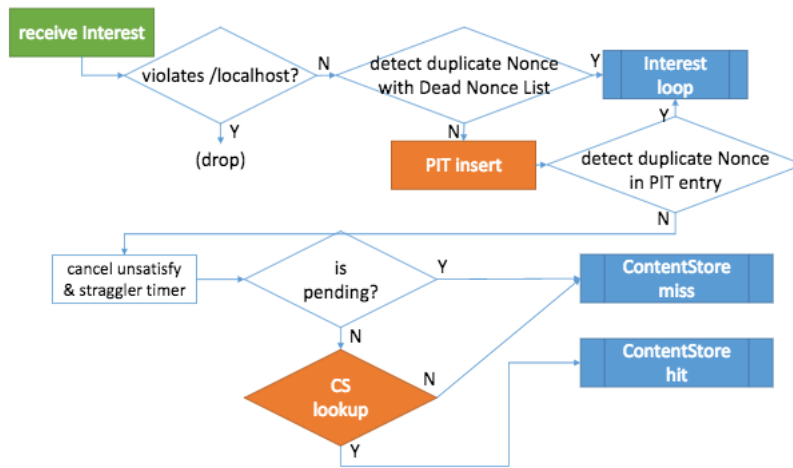 receive Interest
violates /localhost?
N
detect duplicate Nonce
with Dead Nonce List
Y
Interest
loop
Y
(drop)
N
Y
PIT insert
detect duplicate Nonce
in PIT entry
N
cancel unsatisfy
& straggler timer
is
pending?
Y
ContentStore
miss
N
CS
lookup
N
ContentStore
hit
Y